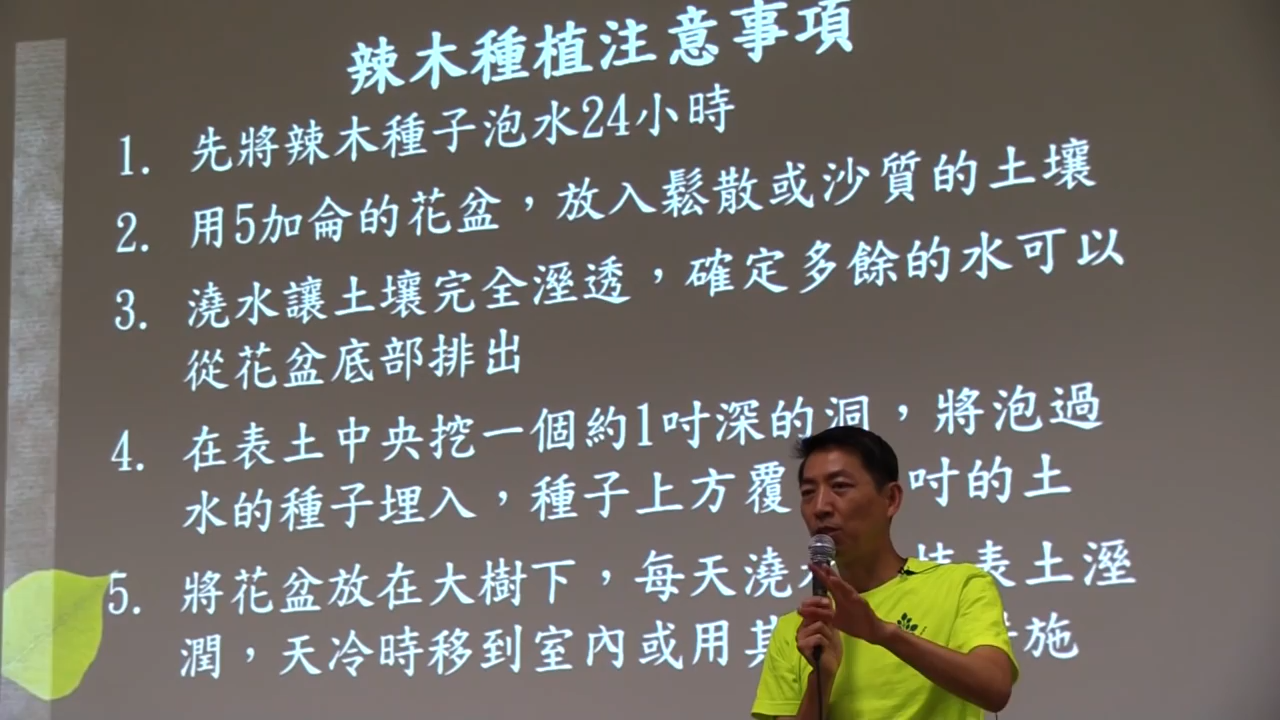 辣木種植注意事項
1. 先將辣木種子泡水24小時
2. 用5加侖的花盆，放入鬆散或沙質的土壤
3. 澆水讓土壤完全溼透，確定多餘的水可以
從花盆底部排出
4. 在表土中央挖一個約1吋深的洞，將泡過
水的種子埋入，種子上方覆 吋的土
5. 將花盆放在大樹下，每天澆 表土溼
潤，天冷時移到室內或用其 施